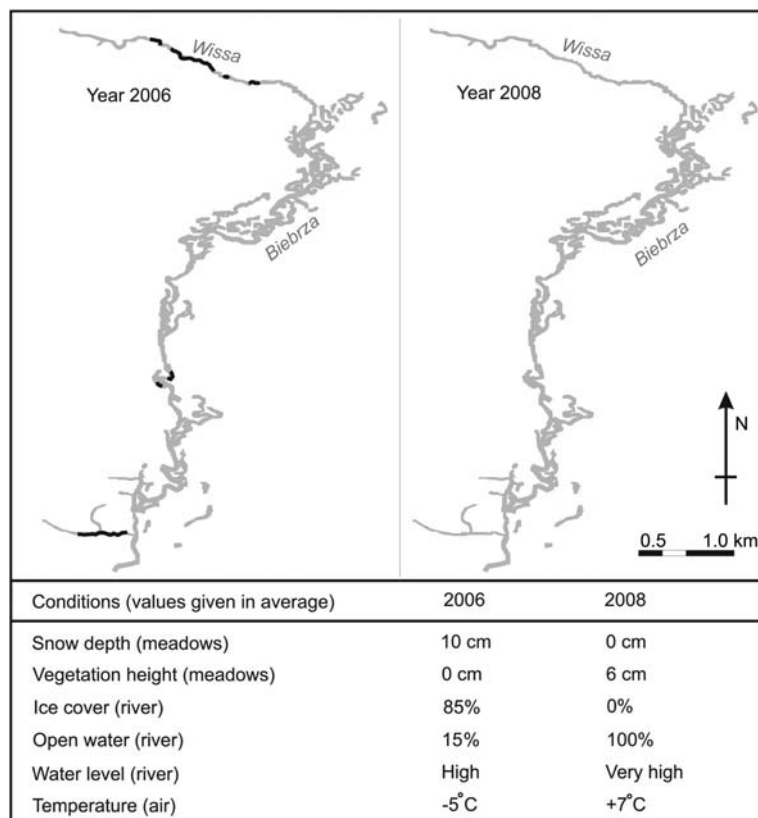 Wissa
Wissa
Year 2006
Year 2008
Biebrza
Biebrza
N
0.5 1.0 km
Conditions (values given in average) 2006 2008
Snow depth (meadows) 10 cm 0 cm
Vegetation height (meadows) 0 cm 6 cm
Ice cover (river) 85% 0%
Open water (river) 15% 100%
Water level (river) High Very high
Temperature (air) -5°C +7°C